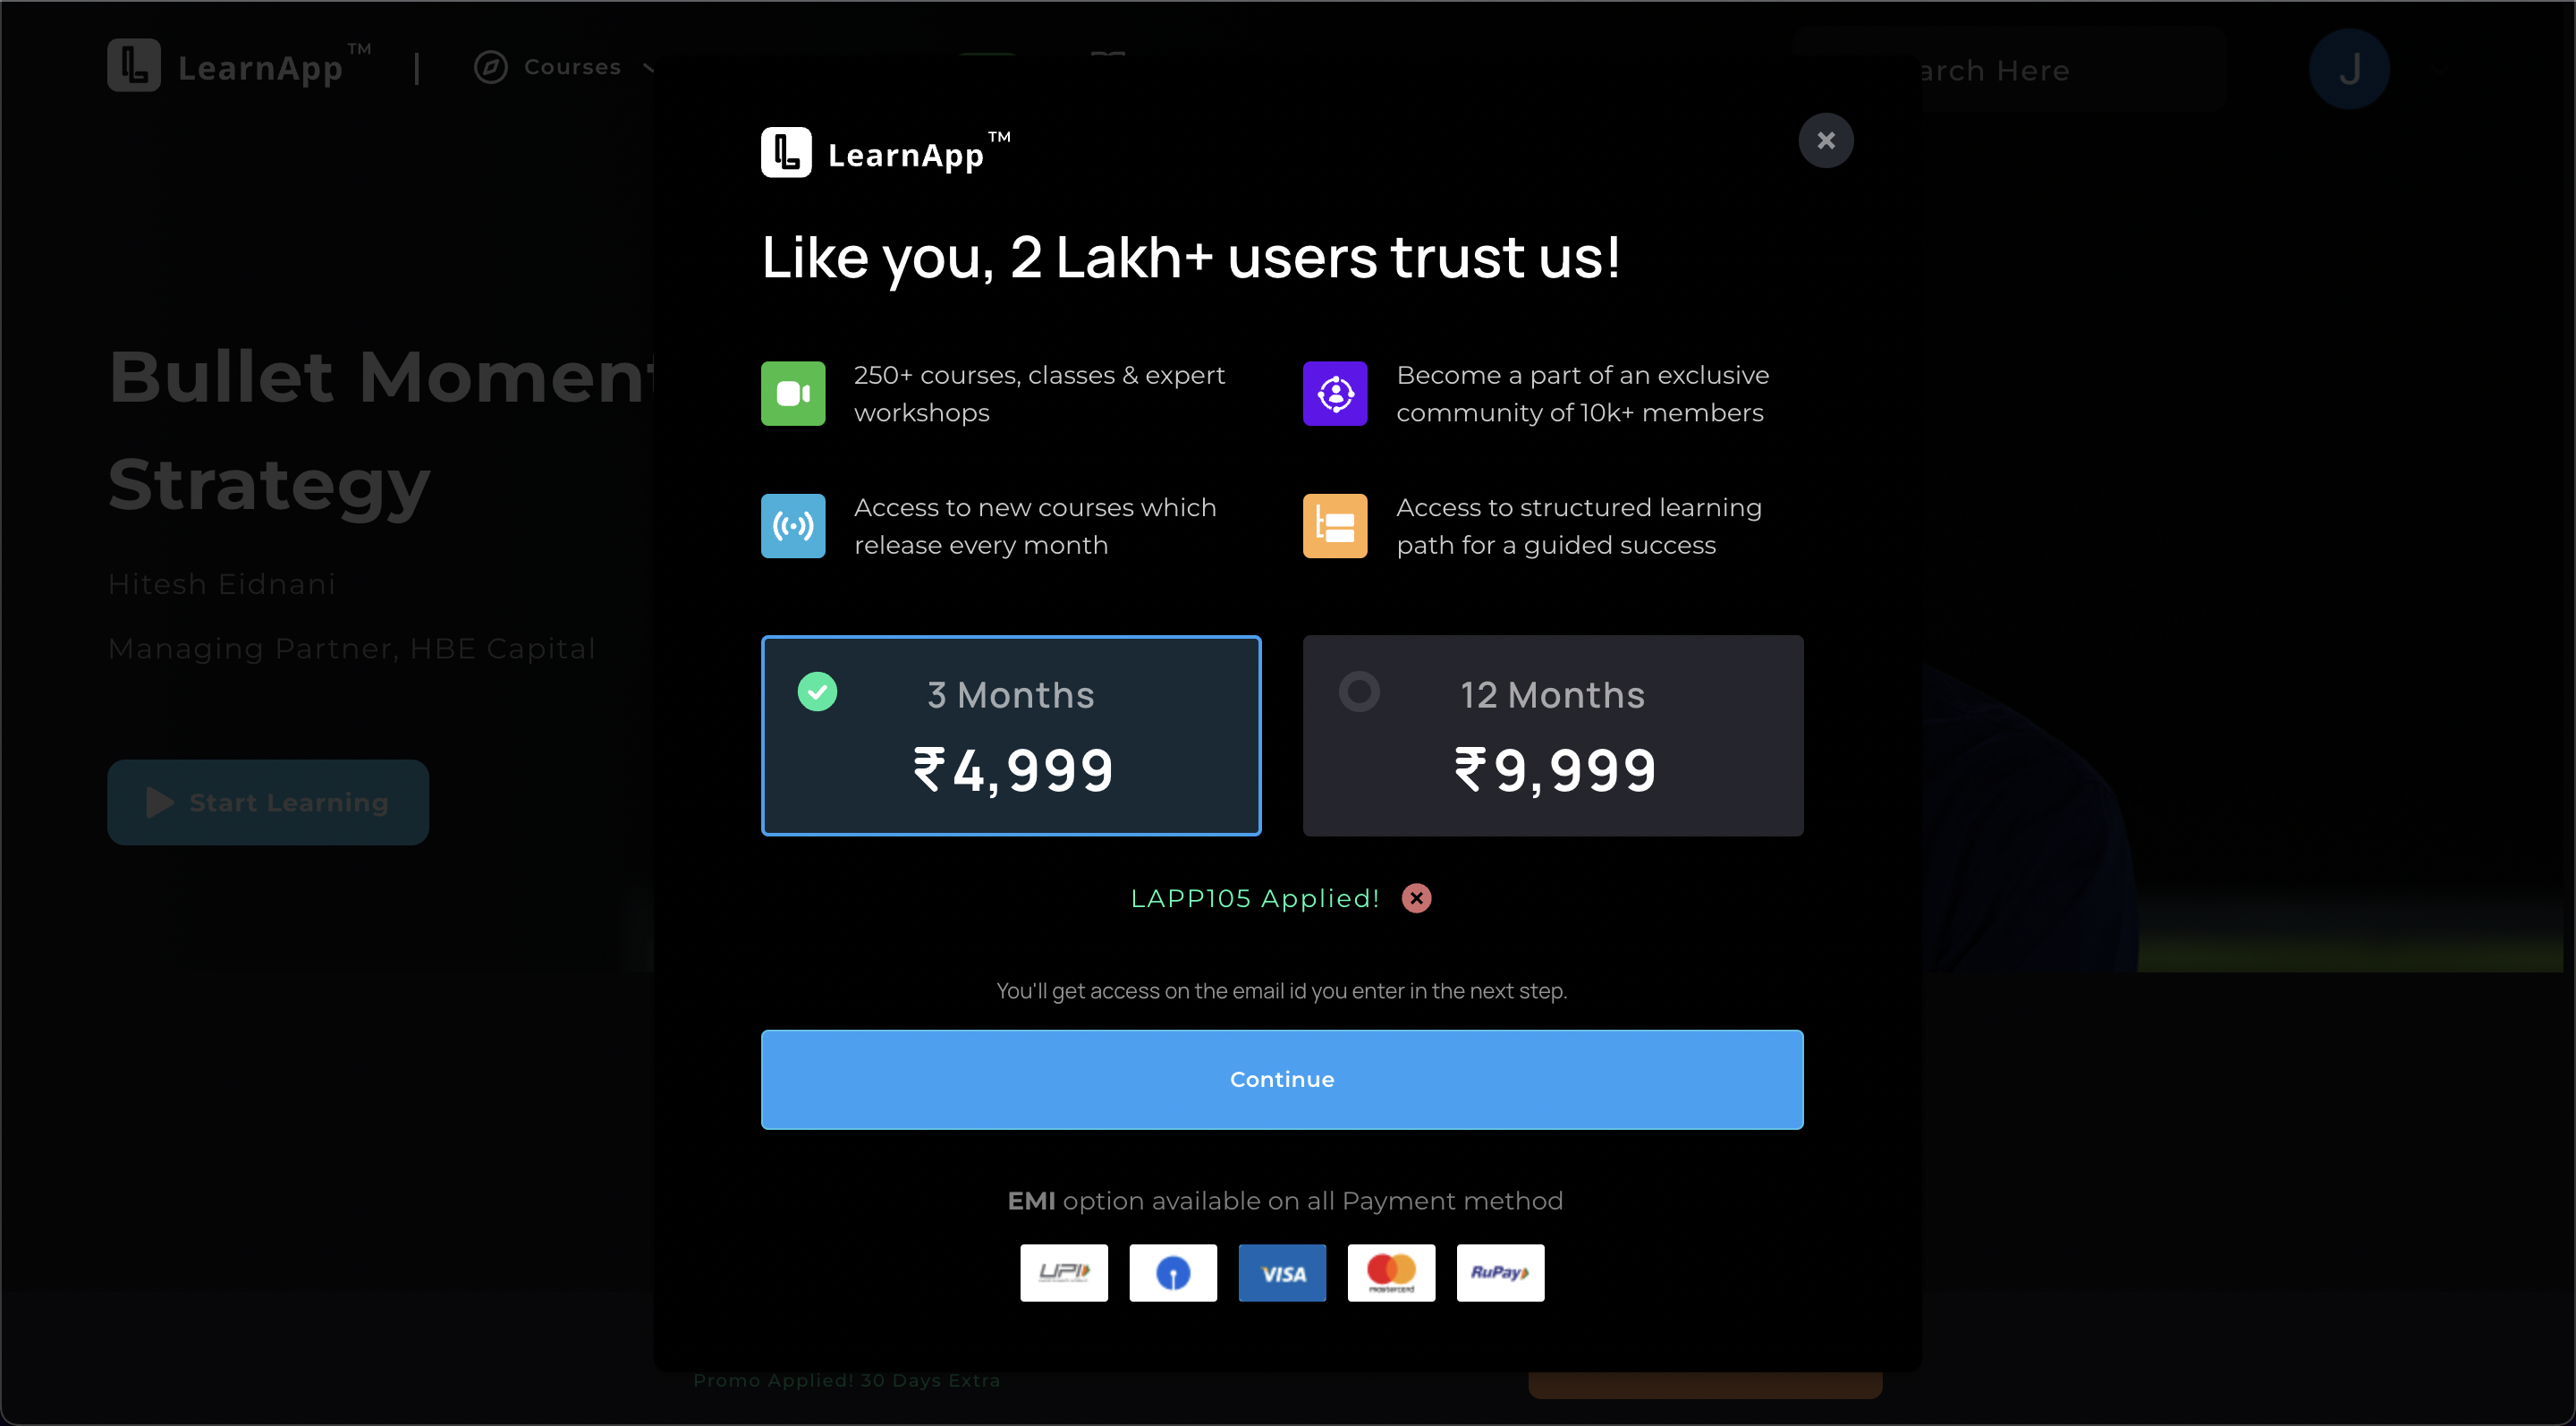 LearnApp™
Courses
arch Here
J
LearnApp™
Like you, 2 Lakh+ users trust us!
250+ courses, classes & expert
workshops
Become a part of an exclusive
community of 10k+ members
Access to new courses which
release every month
Access to structured learning
path for a guided success
Bullet Moment
Strategy
Hitesh Eidnani
Managing Partner, HBE Capital
Start Learning
3 Months
₹4,999
12 Months
₹9,999
LAPP105 Applied!
You'll get access on the email id you enter in the next step.
Continue
EMI option available on all Payment method
UPI
VISA
mastercard
RuPay
Promo Applied! 30 Days Extra